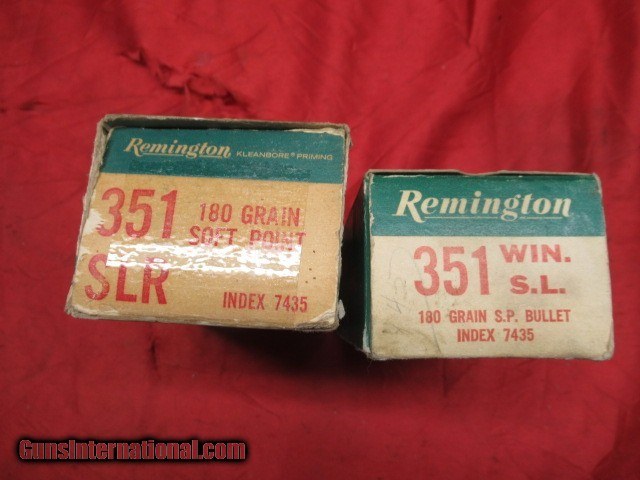 Remington KLEANBORE® PRIMING
351 180 GRAIN
SOFT POINT
SLR
INDEX 7435
Remington
351 WIN.
S.L.
180 GRAIN S.P. BULLET
INDEX 7435
GunsInternational.com